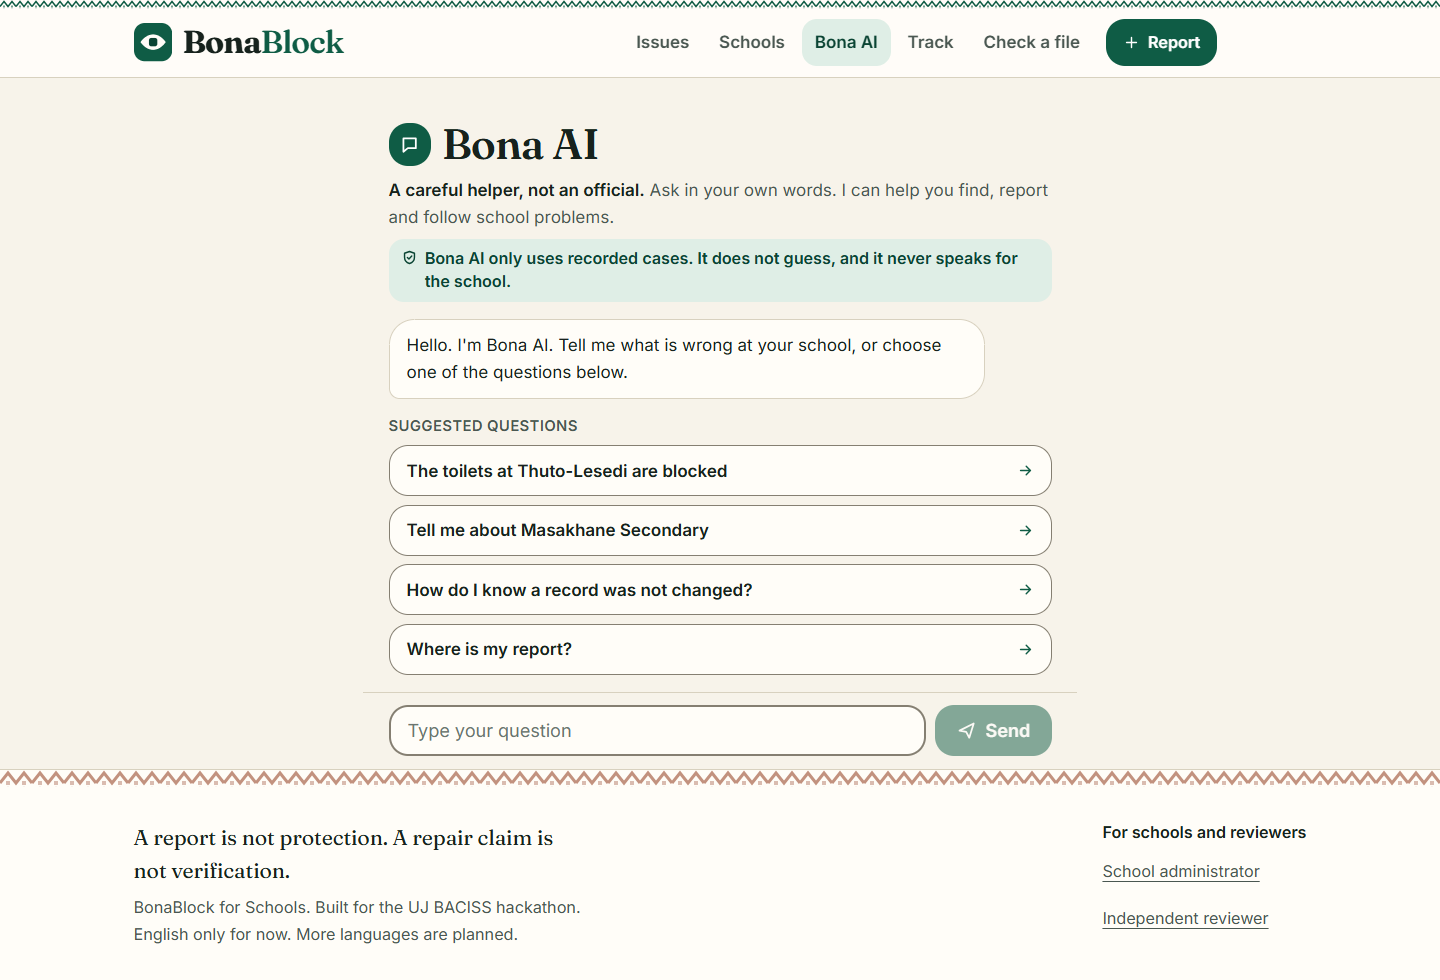 BonaBlock
Issues
Schools
Bona AI
Track
Check a file
Report
Bona AI
A careful helper, not an official. Ask in your own words. I can help you find, report
and follow school problems.
Bona AI only uses recorded cases. It does not guess, and it never speaks for
the school.
Hello. I'm Bona AI. Tell me what is wrong at your school, or choose
one of the questions below.
SUGGESTED QUESTIONS
The toilets at Thuto-Lesedi are blocked
Tell me about Masakhane Secondary
How do I know a record was not changed?
Where is my report?
Type your question
Send
A report is not protection. A repair claim is
not verification.
BonaBlock for Schools. Built for the UJ BACISS hackathon.
English only for now. More languages are planned.
For schools and reviewers
School administrator
Independent reviewer